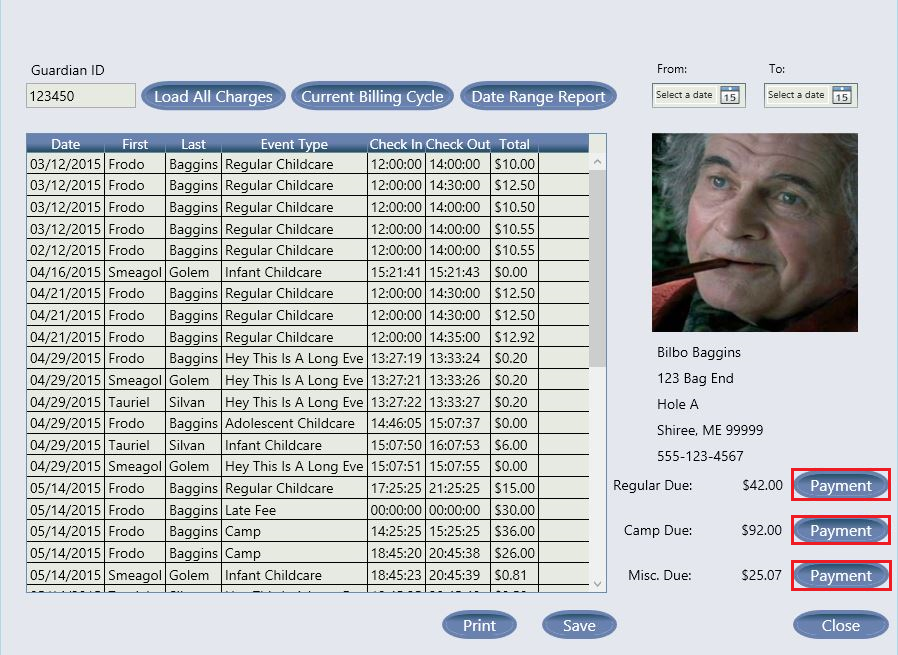 Guardian ID
From: To:
123450 Load All Charges Current Billing Cycle Date Range Report Select a date 15 Select a date 15
Date First Last Event Type Check In Check Out Total
03/12/2015 Frodo Baggins Regular Childcare 12:00:00 14:00:00 $10.00
03/12/2015 Frodo Baggins Regular Childcare 12:00:00 14:30:00 $12.50
03/12/2015 Frodo Baggins Regular Childcare 12:00:00 14:00:00 $10.50
03/12/2015 Frodo Baggins Regular Childcare 12:00:00 14:00:00 $10.55
02/12/2015 Frodo Baggins Regular Childcare 12:00:00 14:00:00 $10.55
04/16/2015 Smeagol Golem Infant Childcare 15:21:41 15:21:43 $0.00
04/21/2015 Frodo Baggins Regular Childcare 12:00:00 14:30:00 $12.50
04/21/2015 Frodo Baggins Regular Childcare 12:00:00 14:30:00 $12.50
04/21/2015 Frodo Baggins Regular Childcare 12:00:00 14:35:00 $12.92
04/29/2015 Frodo Baggins Hey This Is A Long Eve 13:27:19 13:33:24 $0.20
04/29/2015 Smeagol Golem Hey This Is A Long Eve 13:27:21 13:33:26 $0.20
04/29/2015 Tauriel Silvan Hey This Is A Long Eve 13:27:22 13:33:27 $0.20
04/29/2015 Frodo Baggins Adolescent Childcare 14:46:05 15:07:37 $0.00
04/29/2015 Tauriel Silvan Infant Childcare 15:07:50 16:07:53 $6.00
04/29/2015 Smeagol Golem Hey This Is A Long Eve 15:07:51 15:07:55 $0.00
05/14/2015 Frodo Baggins Regular Childcare 17:25:25 21:25:25 $15.00
05/14/2015 Frodo Baggins Late Fee 00:00:00 00:00:00 $30.00
05/14/2015 Frodo Baggins Camp 14:25:25 15:25:25 $36.00
05/14/2015 Frodo Baggins Camp 18:45:20 20:45:38 $26.00
05/14/2015 Smeagol Golem Infant Childcare 18:45:23 20:45:39 $0.81
Bilbo Baggins
123 Bag End
Hole A
Shiree, ME 99999
555-123-4567
Regular Due: $42.00 Payment
Camp Due: $92.00 Payment
Misc. Due: $25.07 Payment
Print Save Close